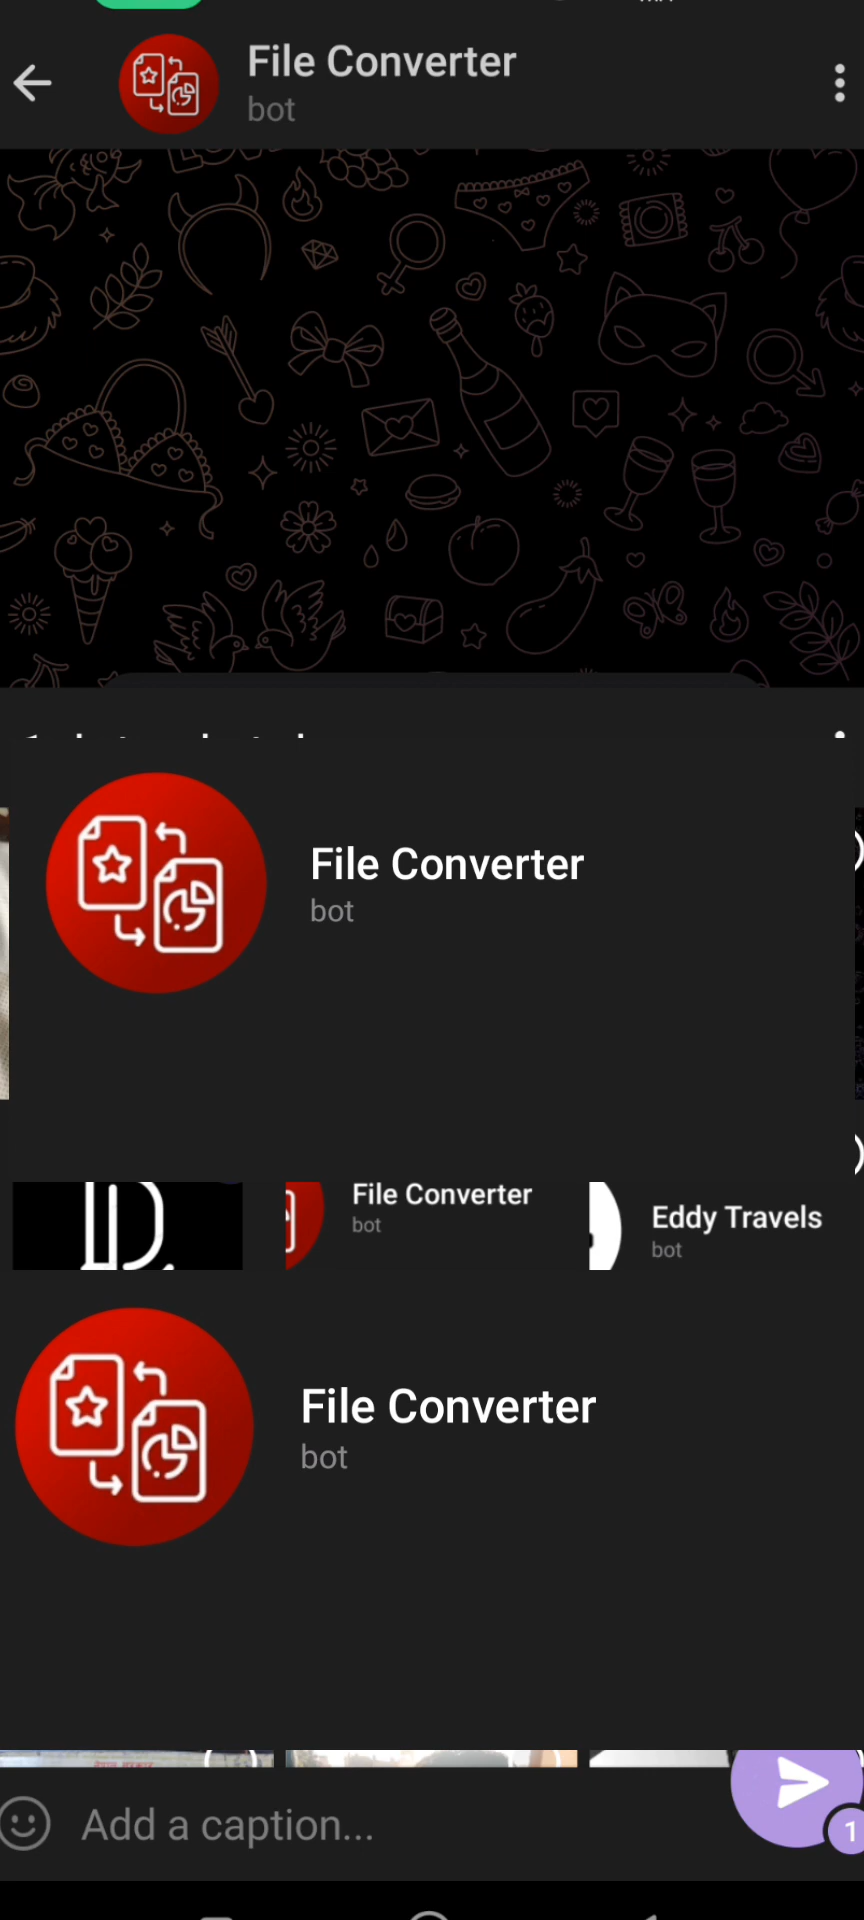 File Converter
bot
File Converter
bot
File Converter
bot
Eddy Travels
bot
File Converter
bot
Add a caption...
1